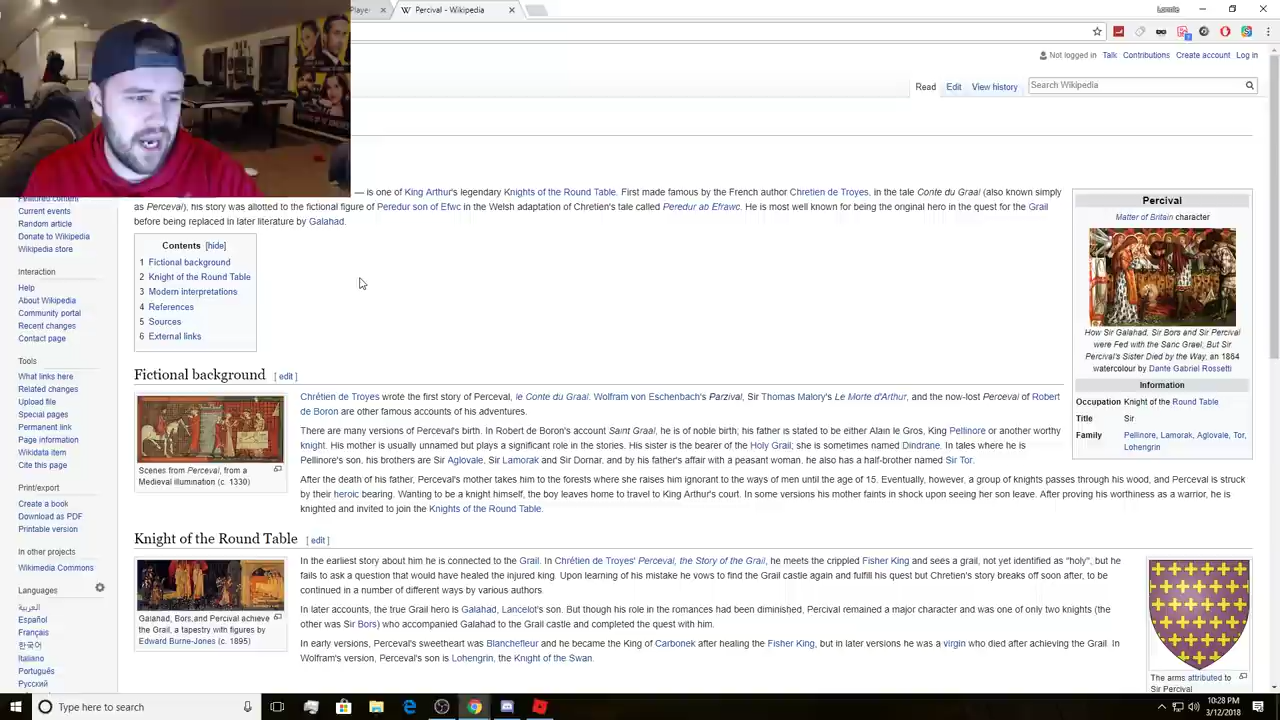 Player
Percival - Wikipedia
Lonnie
Not logged in Talk Contributions Create account Log in
Read Edit View history Search Wikipedia
— is one of King Arthur's legendary Knights of the Round Table. First made famous by the French author Chretien de Troyes, in the tale Conte du Graal (also known simply
as Perceval), his story was allotted to the fictional figure of Peredur son of Efwc in the Welsh adaptation of Chretien's tale called Peredur ab Efrawc. He is most well known for being the original hero in the quest for the Grail
before being replaced in later literature by Galahad.
Featured content
Current events
Random article
Donate to Wikipedia
Wikipedia store
Interaction
Help
About Wikipedia
Community portal
Recent changes
Contact page
Tools
What links here
Related changes
Upload file
Special pages
Permanent link
Page information
Wikidata item
Cite this page
Print/export
Create a book
Download as PDF
Printable version
In other projects
Wikimedia Commons
Languages
العربية
Español
Français
한국어
Italiano
Português
Русский
Contents [hide]
1 Fictional background
2 Knight of the Round Table
3 Modern interpretations
4 References
5 Sources
6 External links
Percival
Matter of Britain character
How Sir Galahad, Sir Bors and Sir Percival
were Fed with the Sanc Grael; But Sir
Percival's Sister Died by the Way, an 1864
watercolour by Dante Gabriel Rossetti
Information
Occupation Knight of the Round Table
Title Sir
Family Pellinore, Lamorak, Aglovale, Tor,
Lohengrin
Fictional background [ edit ]
Scenes from Perceval, from a
Medieval illumination (c. 1330)
Chrétien de Troyes wrote the first story of Perceval, le Conte du Graal. Wolfram von Eschenbach's Parzival, Sir Thomas Malory's Le Morte d'Arthur, and the now-lost Perceval of Robert
de Boron are other famous accounts of his adventures.
There are many versions of Perceval's birth. In Robert de Boron's account Saint Graal, he is of noble birth; his father is stated to be either Alain le Gros, King Pellinore or another worthy
knight. His mother is usually unnamed but plays a significant role in the stories. His sister is the bearer of the Holy Grail; she is sometimes named Dindrane. In tales where he is
Pellinore's son, his brothers are Sir Aglovale, Sir Lamorak and Sir Dornar, and by his father's affair with a peasant woman, he also has a half-brother named Sir Tor.
After the death of his father, Percival's mother takes him to the forests where she raises him ignorant to the ways of men until the age of 15. Eventually, however, a group of knights passes through his wood, and Percival is struck
by their heroic bearing. Wanting to be a knight himself, the boy leaves home to travel to King Arthur's court. In some versions his mother faints in shock upon seeing her son leave. After proving his worthiness as a warrior, he is
knighted and invited to join the Knights of the Round Table.
Knight of the Round Table [ edit ]
Galahad, Bors,and Percival achieve
the Grail, a tapestry with figures by
Edward Burne-Jones (c. 1895)
In the earliest story about him he is connected to the Grail. In Chrétien de Troyes' Perceval, the Story of the Grail, he meets the crippled Fisher King and sees a grail, not yet identified as "holy", but he
fails to ask a question that would have healed the injured king. Upon learning of his mistake he vows to find the Grail castle again and fulfill his quest but Chretien's story breaks off soon after, to be
continued in a number of different ways by various authors
In later accounts, the true Grail hero is Galahad, Lancelot's son. But though his role in the romances had been diminished, Percival remained a major character and was one of only two knights (the
other was Sir Bors) who accompanied Galahad to the Grail castle and completed the quest with him.
In early versions, Percival's sweetheart was Blanchefleur and he became the King of Carbonek after healing the Fisher King, but in later versions he was a virgin who died after achieving the Grail. In
Wolfram's version, Percival's son is Lohengrin, the Knight of the Swan.
The arms attributed to
Sir Percival
Type here to search
10:28 PM
3/12/2018